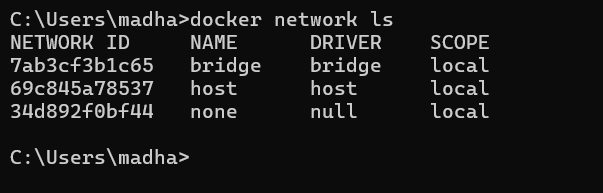 C:\Users\madha>docker network ls
NETWORK ID     NAME      DRIVER    SCOPE
7ab3cf3b1c65   bridge    bridge    local
69c845a78537   host      host      local
34d892f0bf44   none      null      local
C:\Users\madha>